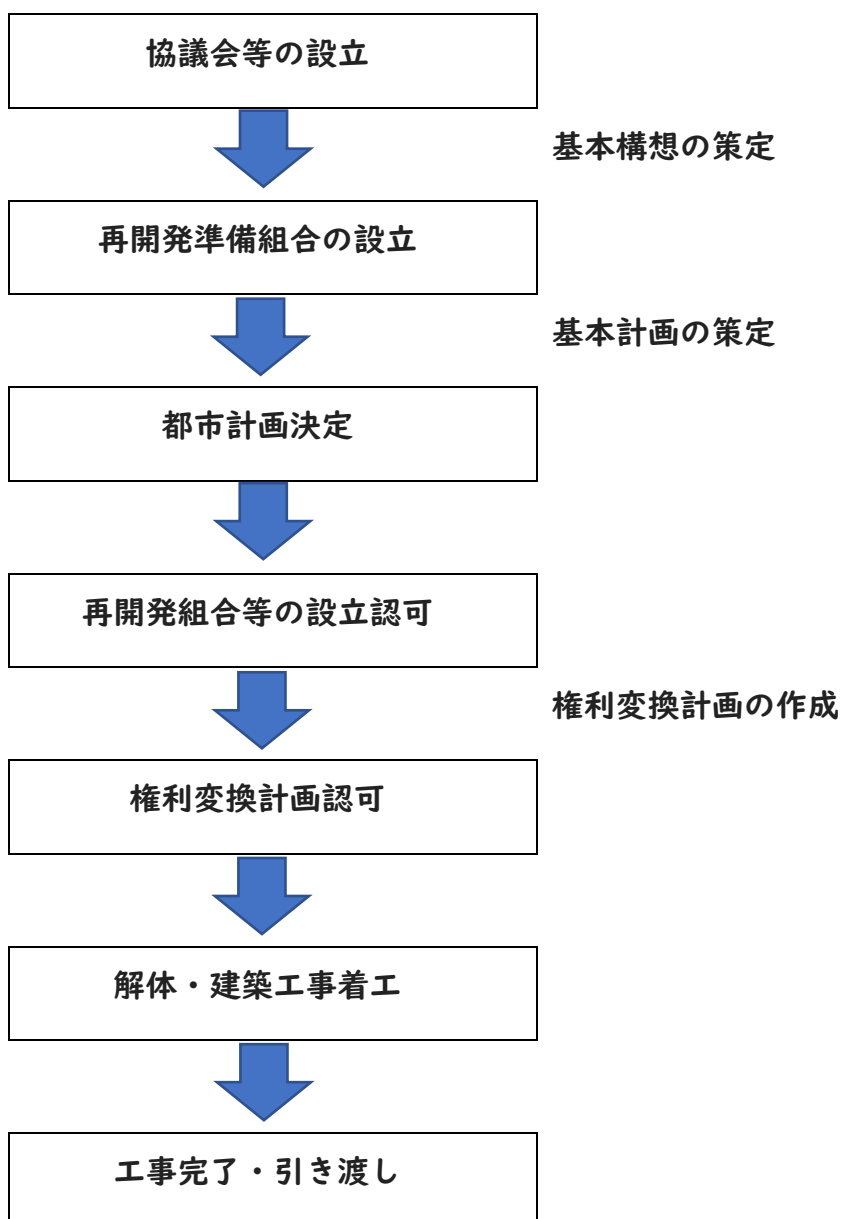 協議会等の設立
基本構想の策定
再開発準備組合の設立
基本計画の策定
都市計画決定
再開発組合等の設立認可
権利変換計画の作成
権利変換計画認可
解体・建築工事着工
工事完了・引き渡し